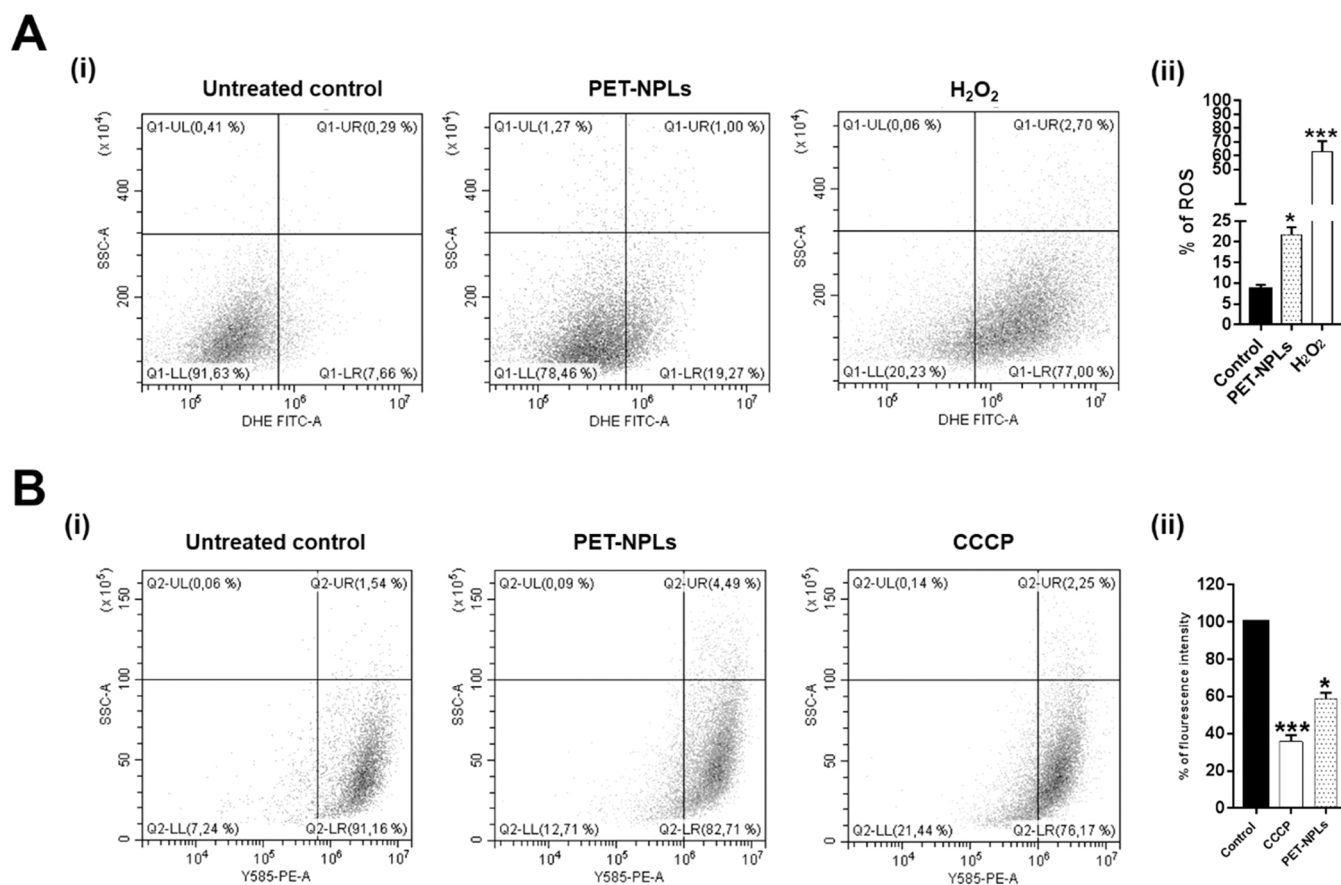 A
(i)
Untreated control
PET-NPLs
H₂O₂
(ii)
Q1-UL(0,41 %)
Q1-UR(0,29 %)
Q1-LL(91,63 %)
Q1-LR(7,66 %)
(x 10⁴)
SSC-A
400
200
10⁵
10⁶
10⁷
DHE FITC-A
Q1-UL(1,27 %)
Q1-UR(1,00 %)
Q1-LL(78,46 %)
Q1-LR(19,27 %)
(x 10⁴)
SSC-A
400
200
10⁵
10⁶
10⁷
DHE FITC-A
Q1-UL(0,06 %)
Q1-UR(2,70 %)
Q1-LL(20,23 %)
Q1-LR(77,00 %)
(x 10⁴)
SSC-A
400
200
10⁵
10⁶
10⁷
DHE FITC-A
% of ROS
100
90
80
70
60
50
25
20
15
10
5
0
*
***
Control
PET-NPLs
H₂O₂
B
(i)
Untreated control
PET-NPLs
CCCP
(ii)
Q2-UL(0,06 %)
Q2-UR(1,54 %)
Q2-LL(7,24 %)
Q2-LR(91,16 %)
(x 10⁵)
SSC-A
150
100
50
0
10⁴
10⁵
10⁶
10⁷
Y585-PE-A
Q2-UL(0,09 %)
Q2-UR(4,49 %)
Q2-LL(12,71 %)
Q2-LR(82,71 %)
(x 10⁵)
SSC-A
150
100
50
0
10⁴
10⁵
10⁶
10⁷
Y585-PE-A
Q2-UL(0,14 %)
Q2-UR(2,25 %)
Q2-LL(21,44 %)
Q2-LR(76,17 %)
(x 10⁵)
SSC-A
150
100
50
0
10⁴
10⁵
10⁶
10⁷
Y585-PE-A
% of flourescence intensity
120
100
80
60
40
20
0
***
*
Control
CCCP
PET-NPLs